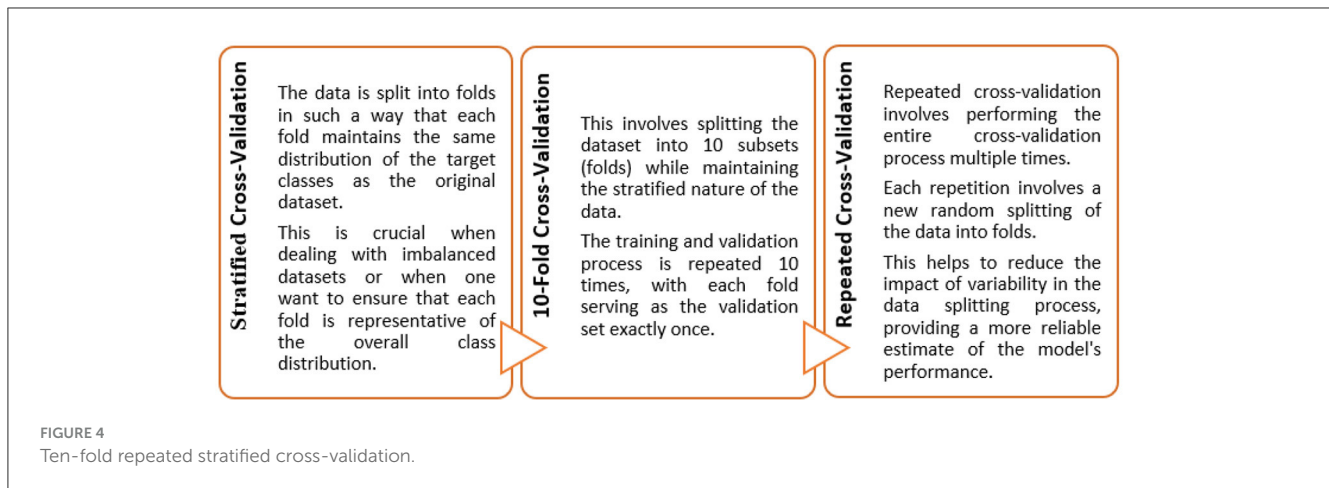 Stratified Cross-Validation
The data is split into folds
in such a way that each
fold maintains the same
distribution of the target
classes as the original
dataset.
This is crucial when
dealing with imbalanced
datasets or when one
want to ensure that each
fold is representative of
the overall class
distribution.
10-Fold Cross-Validation
This involves splitting the
dataset into 10 subsets
(folds) while maintaining
the stratified nature of the
data.
The training and validation
process is repeated 10
times, with each fold
serving as the validation
set exactly once.
Repeated Cross-Validation
Repeated cross-validation
involves performing the
entire cross-validation
process multiple times.
Each repetition involves a
new random splitting of
the data into folds.
This helps to reduce the
impact of variability in the
data splitting process,
providing a more reliable
estimate of the model's
performance.
FIGURE 4
Ten-fold repeated stratified cross-validation.